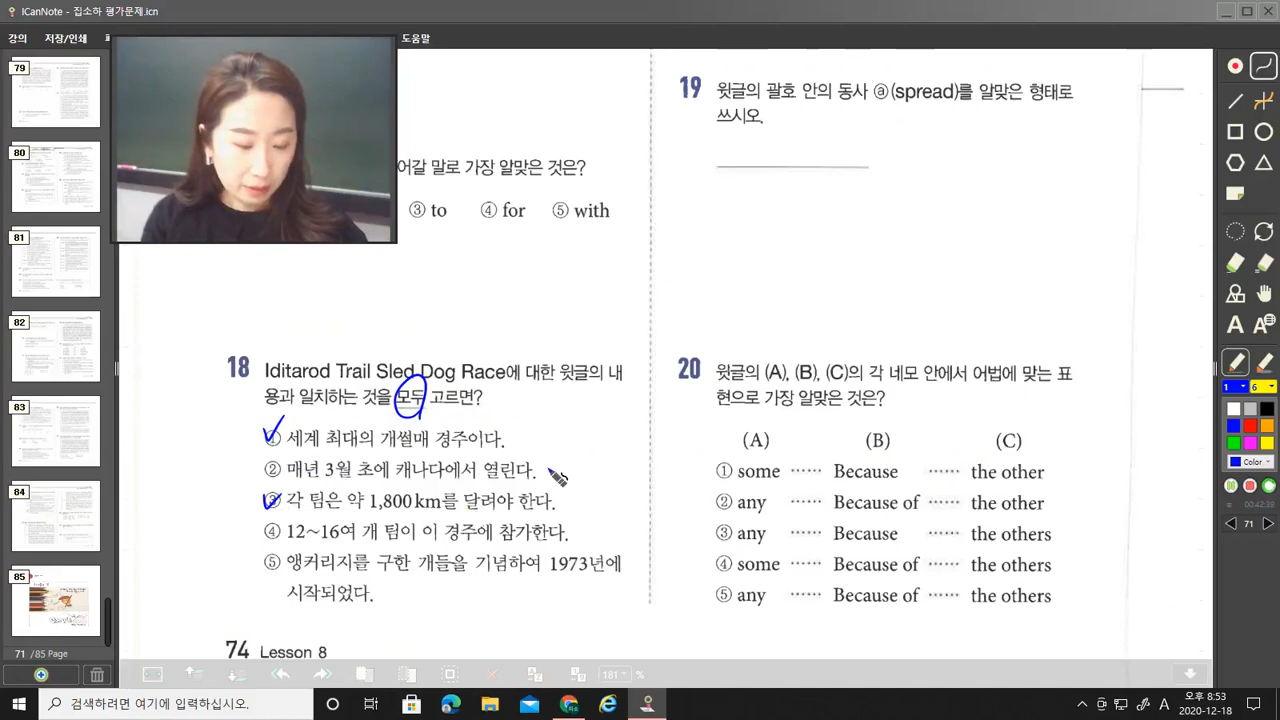 iCanNote - 집소하 평가문제(cn)
강의 저장/인쇄 도움말
79
80
81
82
83
84
85
71 /85 Page
어갈 말로 가장 알맞은 것은?
③ to ④ for ⑤ with
18 Iditarod Trail Sled Dog Race에 대한 윗글의 내
용과 일치하는 것을 모두 고르면?
① 세계 최대의 개썰매 경주이다.
② 매년 3월 초에 캐나다에서 열린다.
③ 각 팀은 약 1,800 km를 달려야 한다.
④ 12~16여 개 팀이 이 경주에 참가한다.
⑤ 앵커리지를 구한 개들을 기념하여 1973년에
시작되었다.
74 Lesson 8
19 윗글의 괄호 안의 동사 ⓐ(spread)를 알맞은 형태로
쓰시오.
20 윗글의 (A), (B), (C)의 각 네모 안에서 어법에 맞는 표
현으로 가장 알맞은 것은?
(A) (B) (C)
① some ······ Because ······ the other
② any ······ Because of ······ the other
③ any ······ Because ······ the others
④ some ······ Because of ······ the others
⑤ any ······ Because of ······ the others
181 %
1 6
Color
00:42:38
71
검색하려면 여기에 입력하십시오.
A 오후 8:53
2020-12-18